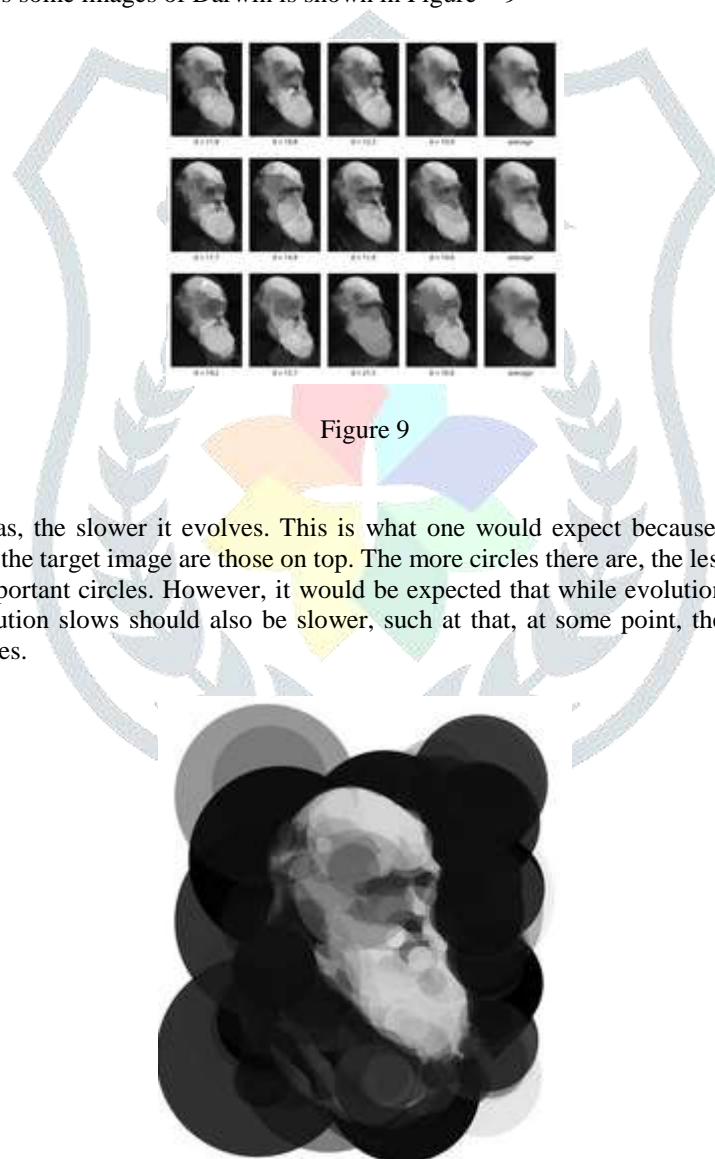 s some images of Darwin is shown in Figure – 9
average
average
average
Figure 9
as, the slower it evolves. This is what one would expect because
the target image are those on top. The more circles there are, the les
portant circles. However, it would be expected that while evolution
ution slows should also be slower, such at that, at some point, the
es.